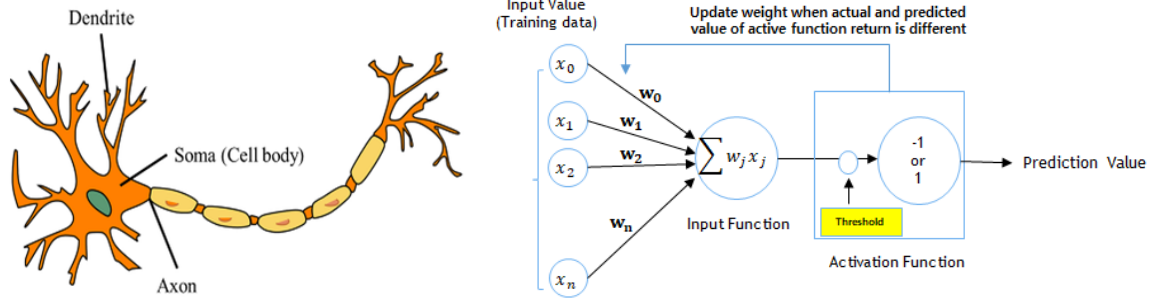 Dendrite
Soma (Cell body)
Axon
Input Value
(Training data)
Update weight when actual and predicted
value of active function return is different
x₀
w₀
x₁
w₁
x₂
w₂
xₙ
wₙ
∑ wⱼxⱼ
Input Function
-1
or
1
Threshold
Activation Function
Prediction Value